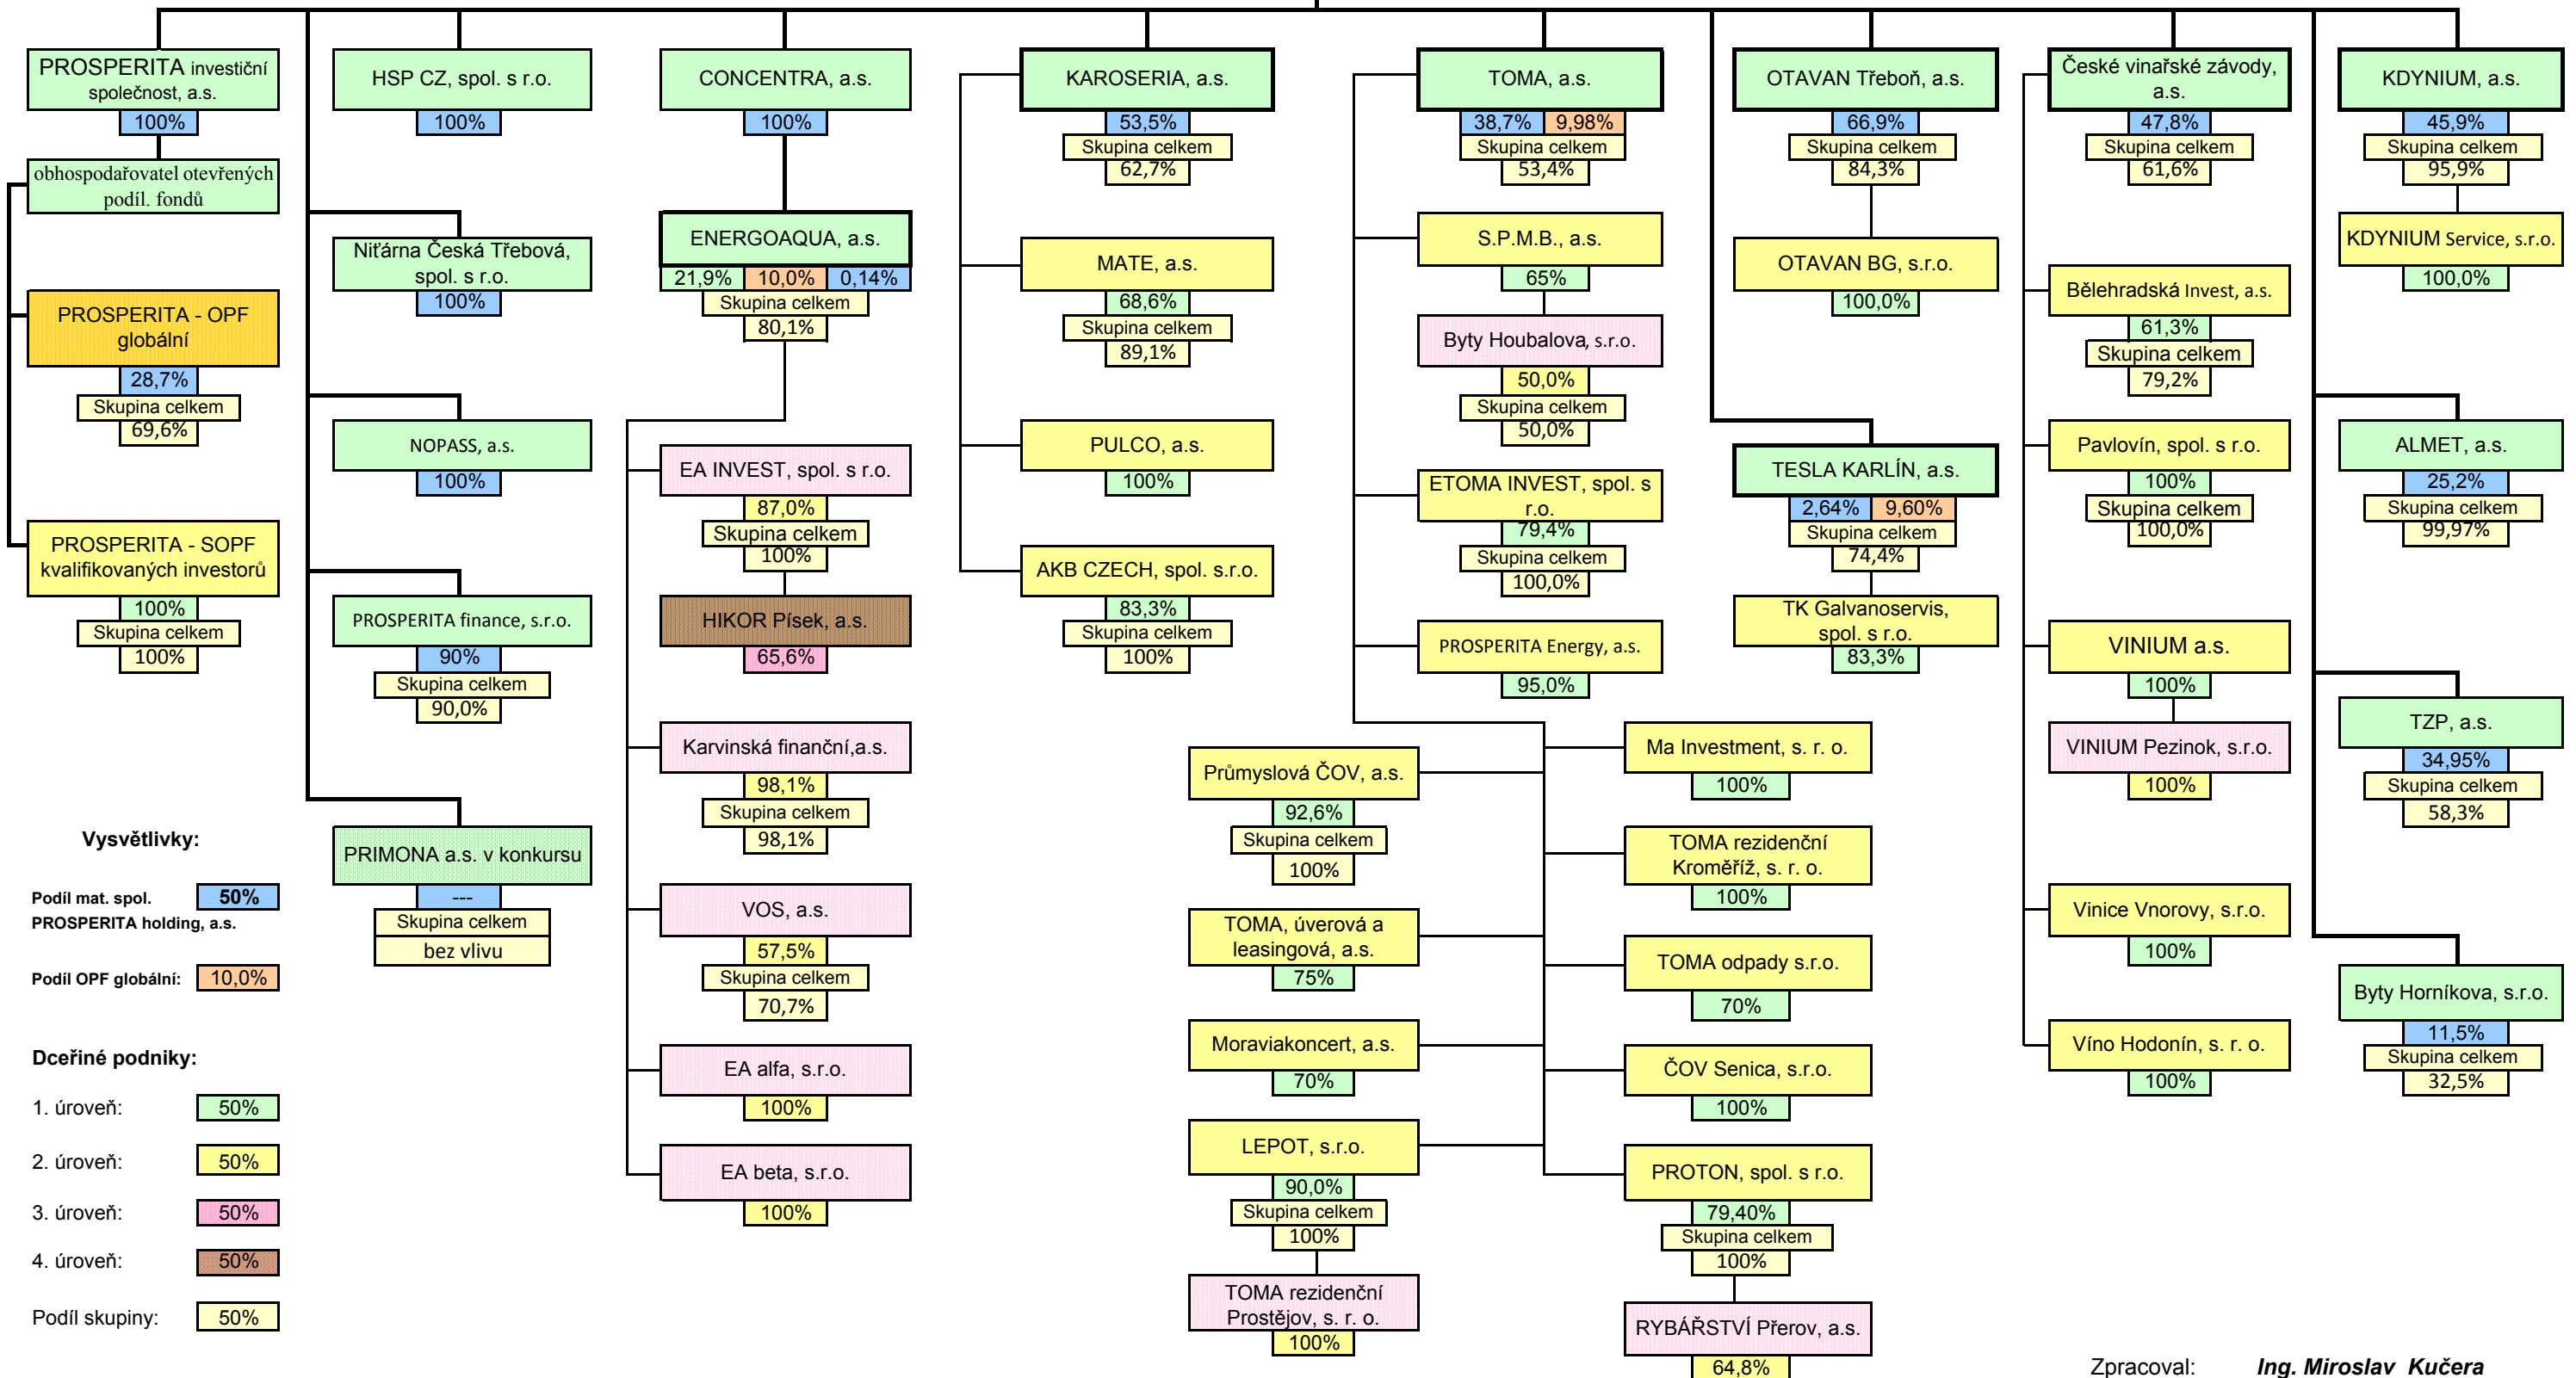 PROSPERITA investiční
společnost, a.s.
100%
obhospodařovatel otevřených
podíl. fondů
PROSPERITA - OPF
globální
28,7%
Skupina celkem
69,6%
PROSPERITA - SOPF
kvalifikovaných investorů
100%
Skupina celkem
100%
HSP CZ, spol. s r.o.
100%
Niťárna Česká Třebová,
spol. s r.o.
100%
NOPASS, a.s.
100%
PROSPERITA finance, s.r.o.
90%
Skupina celkem
90,0%
PRIMONA a.s. v konkursu
---
Skupina celkem
bez vlivu
CONCENTRA, a.s.
100%
ENERGOAQUA, a.s.
21,9% 10,0% 0,14%
Skupina celkem
80,1%
EA INVEST, spol. s r.o.
87,0%
Skupina celkem
100%
HIKOR Písek, a.s.
65,6%
Karvinská finanční,a.s.
98,1%
Skupina celkem
98,1%
VOS, a.s.
57,5%
Skupina celkem
70,7%
EA alfa, s.r.o.
100%
EA beta, s.r.o.
100%
KAROSERIA, a.s.
53,5%
Skupina celkem
62,7%
MATE, a.s.
68,6%
Skupina celkem
89,1%
PULCO, a.s.
100%
AKB CZECH, spol. s.r.o.
83,3%
Skupina celkem
100%
TOMA, a.s.
38,7% 9,98%
Skupina celkem
53,4%
S.P.M.B., a.s.
65%
Byty Houbalova, s.r.o.
50,0%
Skupina celkem
50,0%
ETOMA INVEST, spol. s
r.o.
79,4%
Skupina celkem
100,0%
PROSPERITA Energy, a.s.
95,0%
Průmyslová ČOV, a.s.
92,6%
Skupina celkem
100%
TOMA, úverová a
leasingová, a.s.
75%
Moraviakoncert, a.s.
70%
LEPOT, s.r.o.
90,0%
Skupina celkem
100%
TOMA rezidenční
Prostějov, s. r. o.
100%
Ma Investment, s. r. o.
100%
TOMA rezidenční
Kroměříž, s. r. o.
100%
TOMA odpady s.r.o.
70%
ČOV Senica, s.r.o.
100%
PROTON, spol. s r.o.
79,40%
Skupina celkem
100%
RYBÁŘSTVÍ Přerov, a.s.
64,8%
OTAVAN Třeboň, a.s.
66,9%
Skupina celkem
84,3%
OTAVAN BG, s.r.o.
100,0%
TESLA KARLÍN, a.s.
2,64% 9,60%
Skupina celkem
74,4%
TK Galvanoservis,
spol. s r.o.
83,3%
České vinařské závody,
a.s.
47,8%
Skupina celkem
61,6%
Bělehradská Invest, a.s.
61,3%
Skupina celkem
79,2%
Pavlovín, spol. s r.o.
100%
Skupina celkem
100,0%
VINIUM a.s.
100%
VINIUM Pezinok, s.r.o.
100%
Vinice Vnorovy, s.r.o.
100%
Víno Hodonín, s. r. o.
100%
KDYNIUM, a.s.
45,9%
Skupina celkem
95,9%
KDYNIUM Service, s.r.o.
100,0%
ALMET, a.s.
25,2%
Skupina celkem
99,97%
TZP, a.s.
34,95%
Skupina celkem
58,3%
Byty Horníkova, s.r.o.
11,5%
Skupina celkem
32,5%
Vysvětlivky:
Podíl mat. spol. 50%
PROSPERITA holding, a.s.
Podíl OPF globální: 10,0%
Dceřiné podniky:
1. úroveň: 50%
2. úroveň: 50%
3. úroveň: 50%
4. úroveň: 50%
Podíl skupiny: 50%
Zpracoval: Ing. Miroslav Kučera